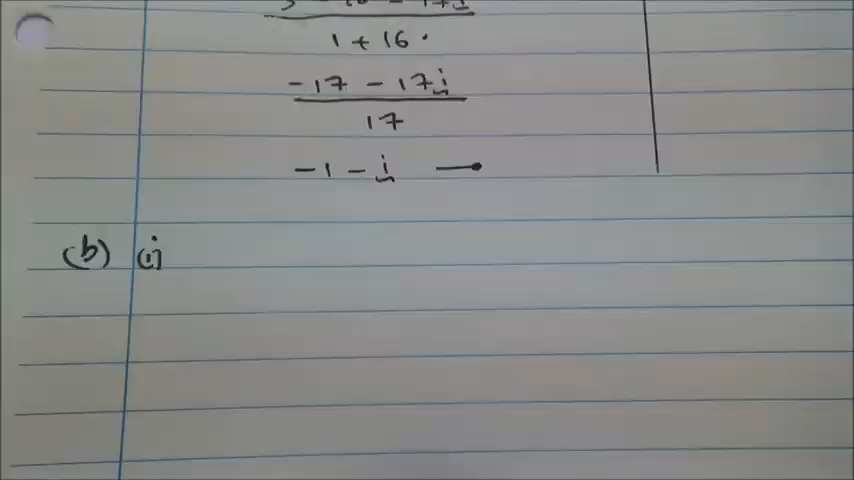 1 + 16 .
-17 - 17i
17
-1 - i
(b) (i)